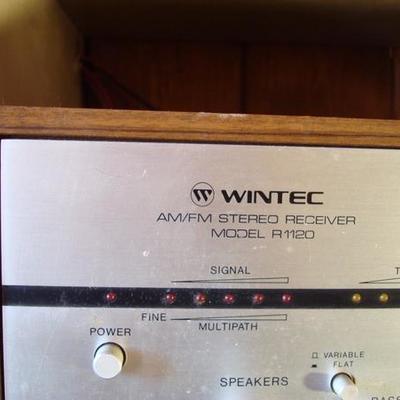 WINTEC
AM/FM STEREO RECEIVER
MODEL R1120
SIGNAL
FINE
MULTIPATH
POWER
VARIABLE
FLAT
SPEAKERS